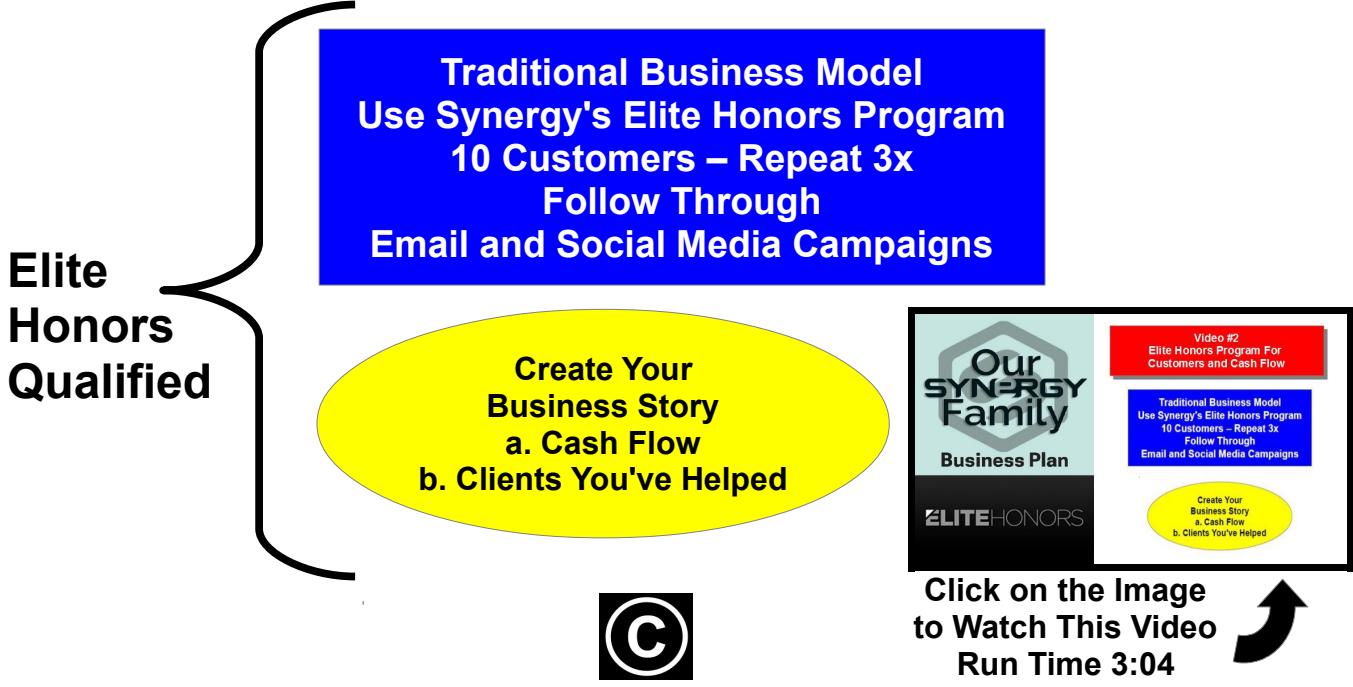 Elite
Honors
Qualified
Traditional Business Model
Use Synergy's Elite Honors Program
10 Customers – Repeat 3x
Follow Through
Email and Social Media Campaigns
Create Your
Business Story
a. Cash Flow
b. Clients You've Helped
Our
SYNERGY
Family
Business Plan
ELITEHONORS
Video #2
Elite Honors Program For
Customers and Cash Flow
Traditional Business Model
Use Synergy's Elite Honors Program
10 Customers – Repeat 3x
Follow Through
Email and Social Media Campaigns
Create Your
Business Story
a. Cash Flow
b. Clients You've Helped
Click on the Image
to Watch This Video
Run Time 3:04
©